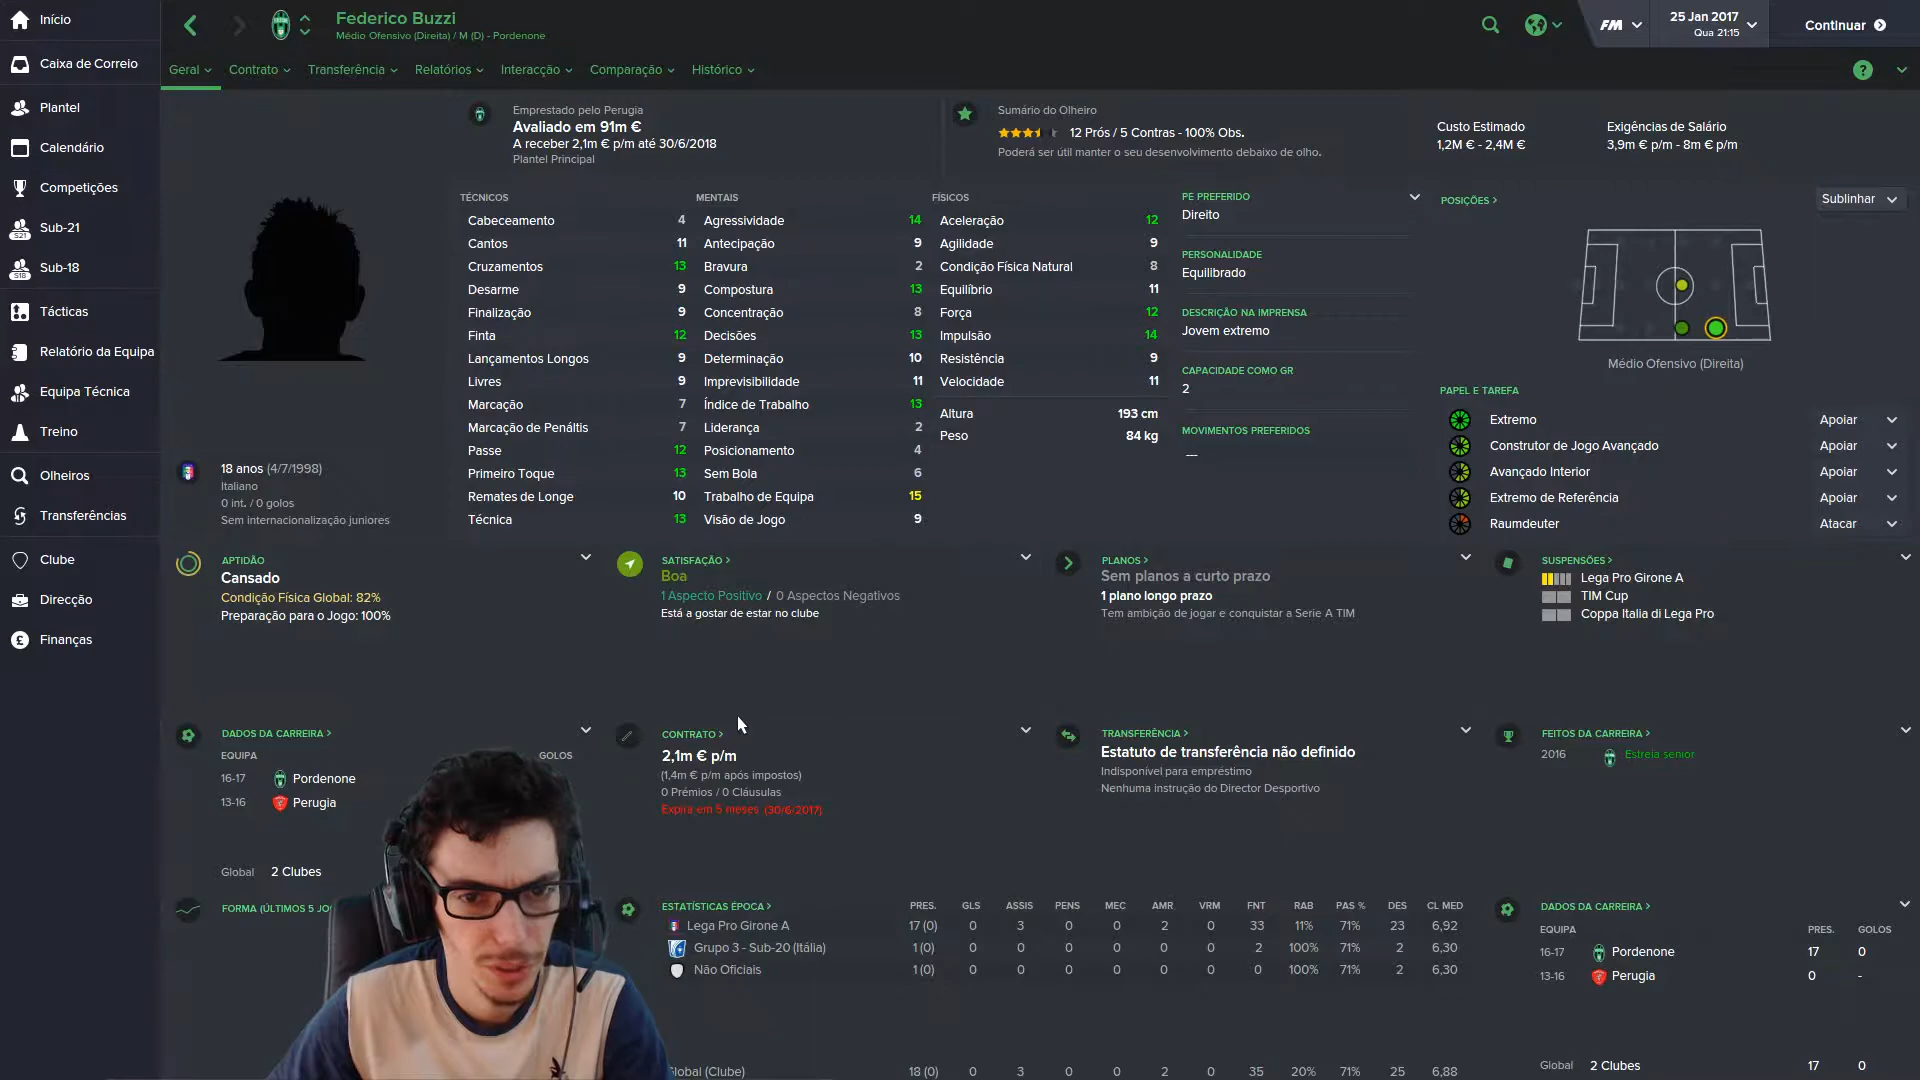 Início
Caixa de Correio
Plantel
Calendário
Competições
Sub-21
Sub-18
Tácticas
Relatório da Equipa
Equipa Técnica
Treino
Olheiros
Transferências
Clube
Direcção
Finanças
Federico Buzzi
Médio Ofensivo (Direita) / M (D) - Pordenone
FM
25 Jan 2017
Qua 21:15
Continuar
Geral
Contrato
Transferência
Relatórios
Interacção
Comparação
Histórico
?
Emprestado pelo Perugia
Avaliado em 91m €
A receber 2,1m € p/m até 30/6/2018
Plantel Principal
Sumário do Olheiro
12 Prós / 5 Contras - 100% Obs.
Poderá ser útil manter o seu desenvolvimento debaixo de olho.
Custo Estimado
1,2M € - 2,4M €
Exigências de Salário
3,9m € p/m - 8m € p/m
18 anos (4/7/1998)
Italiano
0 int. / 0 golos
Sem internacionalização juniores
TÉCNICOS
Cabeceamento 4
Cantos 11
Cruzamentos 13
Desarme 9
Finalização 9
Finta 12
Lançamentos Longos 9
Livres 9
Marcação 7
Marcação de Penáltis 7
Passe 12
Primeiro Toque 13
Remates de Longe 10
Técnica 13
MENTAIS
Agressividade 14
Antecipação 9
Bravura 2
Compostura 13
Concentração 8
Decisões 13
Determinação 10
Imprevisibilidade 11
Índice de Trabalho 13
Liderança 2
Posicionamento 4
Sem Bola 6
Trabalho de Equipa 15
Visão de Jogo 9
FÍSICOS
Aceleração 12
Agilidade 9
Condição Física Natural 8
Equilíbrio 11
Força 12
Impulsão 14
Resistência 9
Velocidade 11
Altura 193 cm
Peso 84 kg
PE PREFERIDO
Direito
PERSONALIDADE
Equilibrado
DESCRIÇÃO NA IMPRENSA
Jovem extremo
CAPACIDADE COMO GR
2
MOVIMENTOS PREFERIDOS
---
POSIÇÕES >
Sublinhar
Médio Ofensivo (Direita)
PAPEL E TAREFA
Extremo Apoiar
Construtor de Jogo Avançado Apoiar
Avançado Interior Apoiar
Extremo de Referência Apoiar
Raumdeuter Atacar
APTIDÃO
Cansado
Condição Física Global: 82%
Preparação para o Jogo: 100%
SATISFAÇÃO >
Boa
1 Aspecto Positivo / 0 Aspectos Negativos
Está a gostar de estar no clube
PLANOS >
Sem planos a curto prazo
1 plano longo prazo
Tem ambição de jogar e conquistar a Serie A TIM
SUSPENSÕES >
Lega Pro Girone A
TIM Cup
Coppa Italia di Lega Pro
DADOS DA CARREIRA >
EQUIPA GOLOS
16-17 Pordenone
13-16 Perugia
Global 2 Clubes
CONTRATO >
2,1m € p/m
(1,4m € p/m após impostos)
0 Prémios / 0 Cláusulas
Expira em 5 meses (30/6/2017)
TRANSFERÊNCIA >
Estatuto de transferência não definido
Indisponível para empréstimo
Nenhuma instrução do Director Desportivo
FEITOS DA CARREIRA >
2016 Estreia senior
FORMA (ÚLTIMOS 5 JO
ESTATÍSTICAS ÉPOCA > PRES. GLS ASSIS PENS MEC AMR VRM FNT RAB PAS % DES CL MED
Lega Pro Girone A 17 (0) 0 3 0 0 2 0 33 11% 71% 23 6,92
Grupo 3 - Sub-20 (Itália) 1 (0) 0 0 0 0 0 0 2 100% 71% 2 6,30
Não Oficiais 1 (0) 0 0 0 0 0 0 0 100% 71% 2 6,30
Global (Clube) 18 (0) 0 3 0 0 2 0 35 20% 71% 25 6,88
DADOS DA CARREIRA >
EQUIPA PRES. GOLOS
16-17 Pordenone 17 0
13-16 Perugia 0 -
Global 2 Clubes 17 0